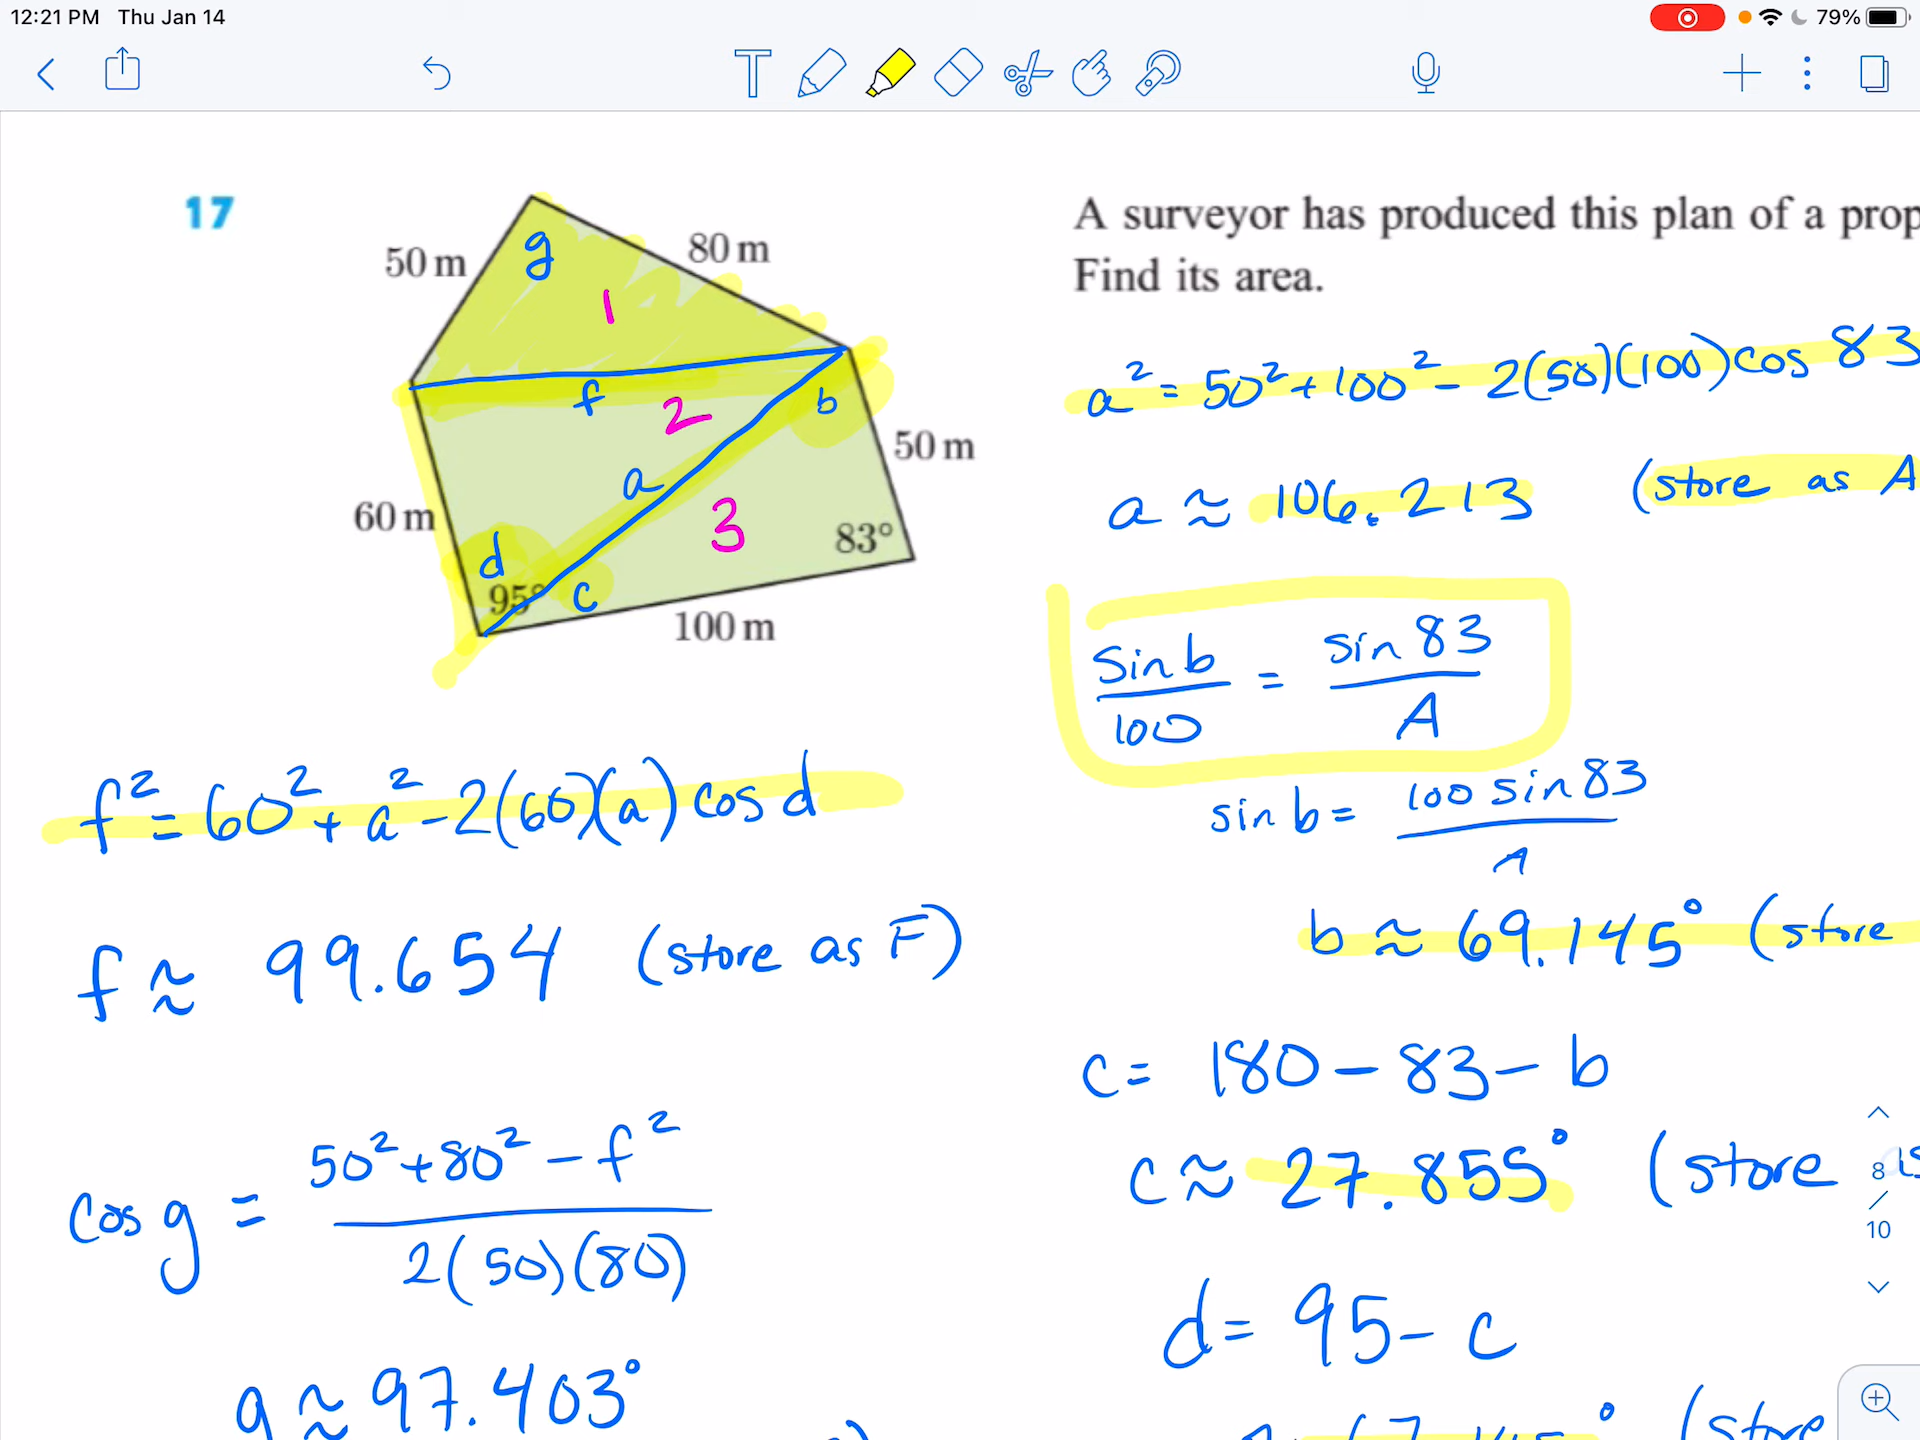 12:21 PM Thu Jan 14
79%
T
17
50 m
80 m
g
1
f
2
b
50 m
a
60 m
3
83°
d
95°
c
100 m
f² = 60² + a² - 2(60)(a) cos d
f ≈ 99.654 (store as F)
cos g = 50² + 80² - f² / 2(50)(80)
g ≈ 97.403°
A surveyor has produced this plan of a prop
Find its area.
a² = 50² + 100² - 2(50)(100) cos 83
a ≈ 106.213 (store as A
sin b / 100 = sin 83 / A
sin b = 100 sin 83 / A
b ≈ 69.145° (store
c = 180 - 83 - b
c ≈ 27.855° (store as
d = 95 - c
67.145° (store
8 / 10